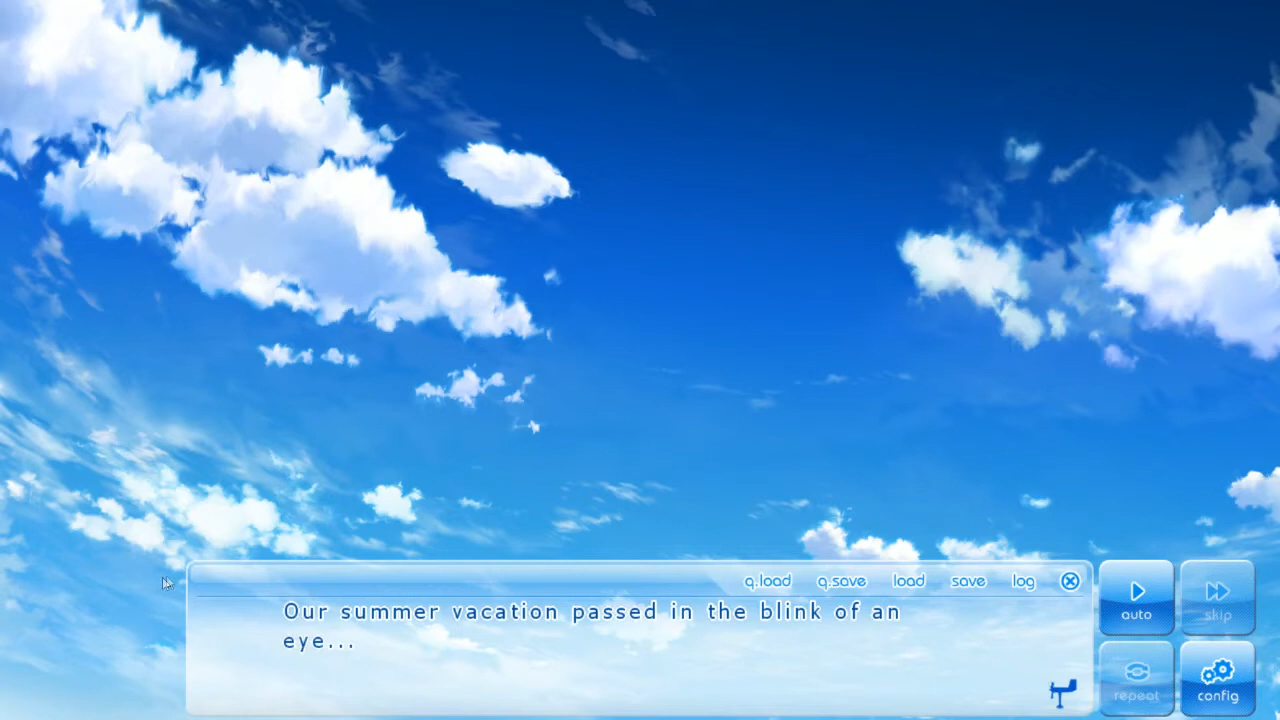 q.load q.save load save log
Our summer vacation passed in the blink of an
eye...
auto skip
repeat config